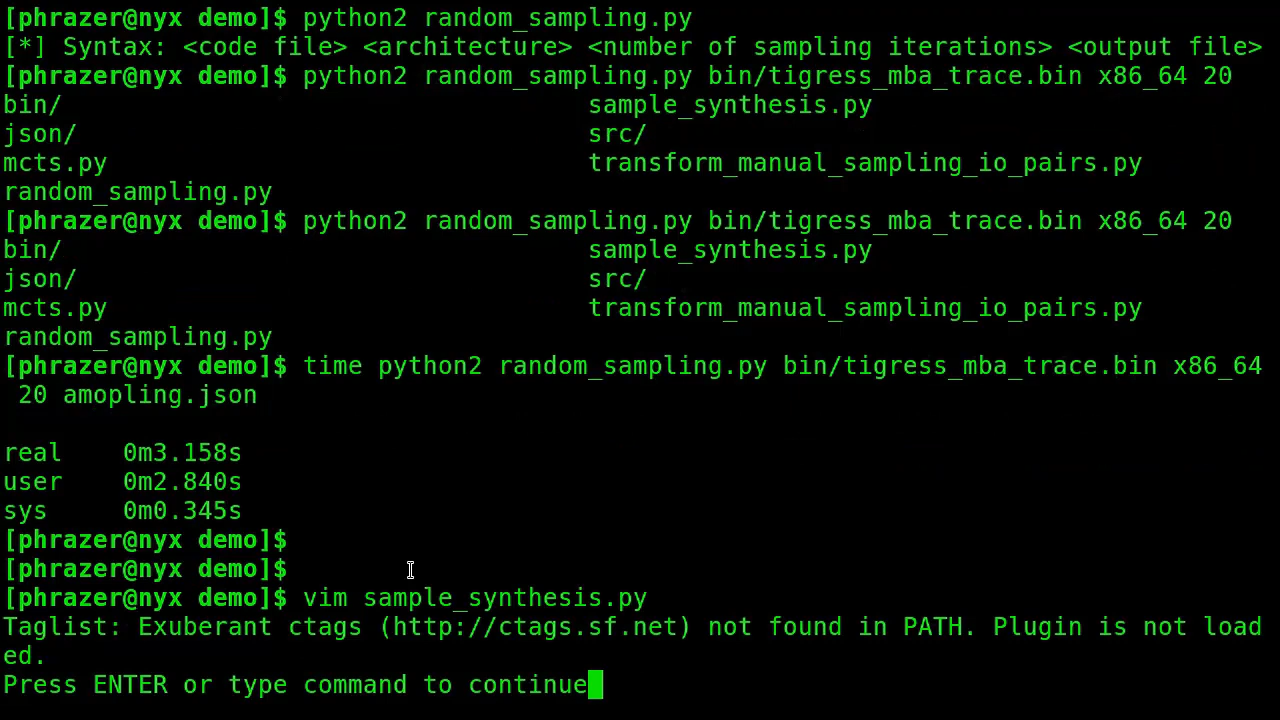 [phrazer@nyx demo]$ python2 random_sampling.py
[*] Syntax: <code file> <architecture> <number of sampling iterations> <output file>
[phrazer@nyx demo]$ python2 random_sampling.py bin/tigress_mba_trace.bin x86_64 20
bin/ sample_synthesis.py
json/ src/
mcts.py transform_manual_sampling_io_pairs.py
random_sampling.py
[phrazer@nyx demo]$ python2 random_sampling.py bin/tigress_mba_trace.bin x86_64 20
bin/ sample_synthesis.py
json/ src/
mcts.py transform_manual_sampling_io_pairs.py
random_sampling.py
[phrazer@nyx demo]$ time python2 random_sampling.py bin/tigress_mba_trace.bin x86_64
20 amopling.json
real 0m3.158s
user 0m2.840s
sys 0m0.345s
[phrazer@nyx demo]$
[phrazer@nyx demo]$
[phrazer@nyx demo]$ vim sample_synthesis.py
Taglist: Exuberant ctags (http://ctags.sf.net) not found in PATH. Plugin is not load
ed.
Press ENTER or type command to continue